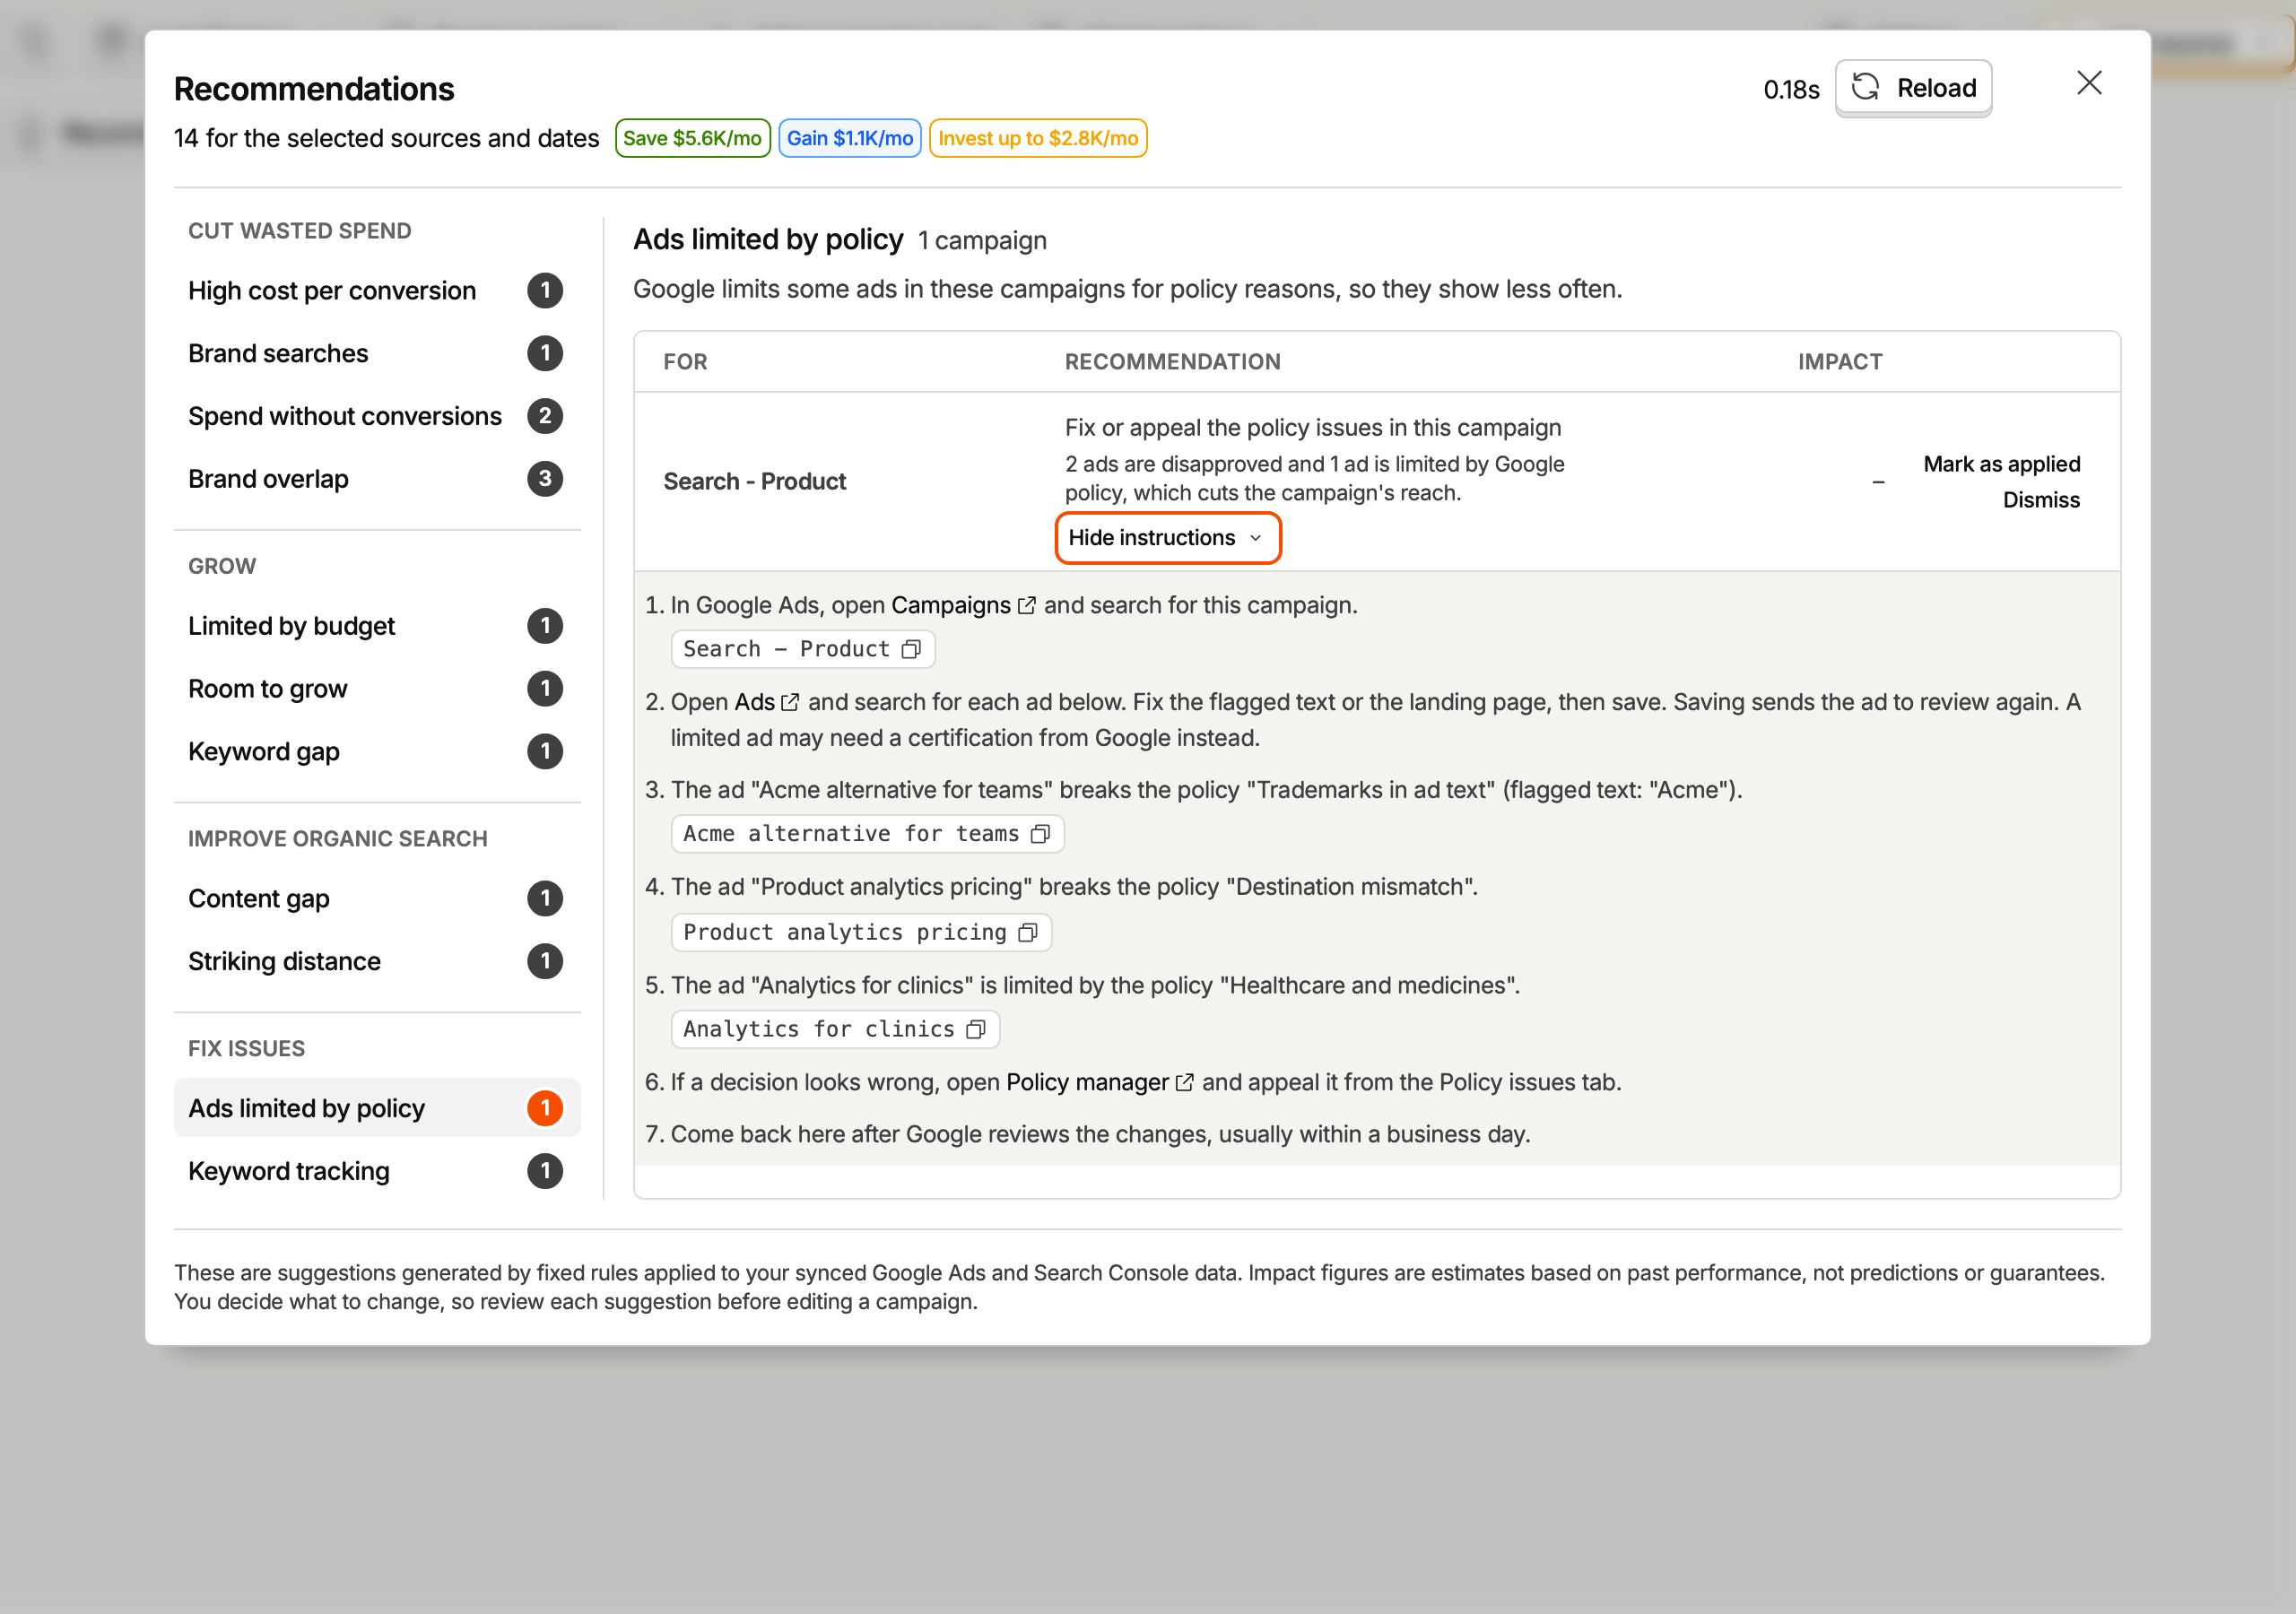 Recommendations
0.18s
Reload
14 for the selected sources and dates
Save $5.6K/mo
Gain $1.1K/mo
Invest up to $2.8K/mo
CUT WASTED SPEND
High cost per conversion 1
Brand searches 1
Spend without conversions 2
Brand overlap 3
GROW
Limited by budget 1
Room to grow 1
Keyword gap 1
IMPROVE ORGANIC SEARCH
Content gap 1
Striking distance 1
FIX ISSUES
Ads limited by policy 1
Keyword tracking 1
Ads limited by policy 1 campaign
Google limits some ads in these campaigns for policy reasons, so they show less often.
FOR RECOMMENDATION IMPACT
Search - Product
Fix or appeal the policy issues in this campaign
2 ads are disapproved and 1 ad is limited by Google
policy, which cuts the campaign's reach.
Hide instructions
–
Mark as applied
Dismiss
1. In Google Ads, open Campaigns and search for this campaign.
Search – Product
2. Open Ads and search for each ad below. Fix the flagged text or the landing page, then save. Saving sends the ad to review again. A
limited ad may need a certification from Google instead.
3. The ad "Acme alternative for teams" breaks the policy "Trademarks in ad text" (flagged text: "Acme").
Acme alternative for teams
4. The ad "Product analytics pricing" breaks the policy "Destination mismatch".
Product analytics pricing
5. The ad "Analytics for clinics" is limited by the policy "Healthcare and medicines".
Analytics for clinics
6. If a decision looks wrong, open Policy manager and appeal it from the Policy issues tab.
7. Come back here after Google reviews the changes, usually within a business day.
These are suggestions generated by fixed rules applied to your synced Google Ads and Search Console data. Impact figures are estimates based on past performance, not predictions or guarantees.
You decide what to change, so review each suggestion before editing a campaign.